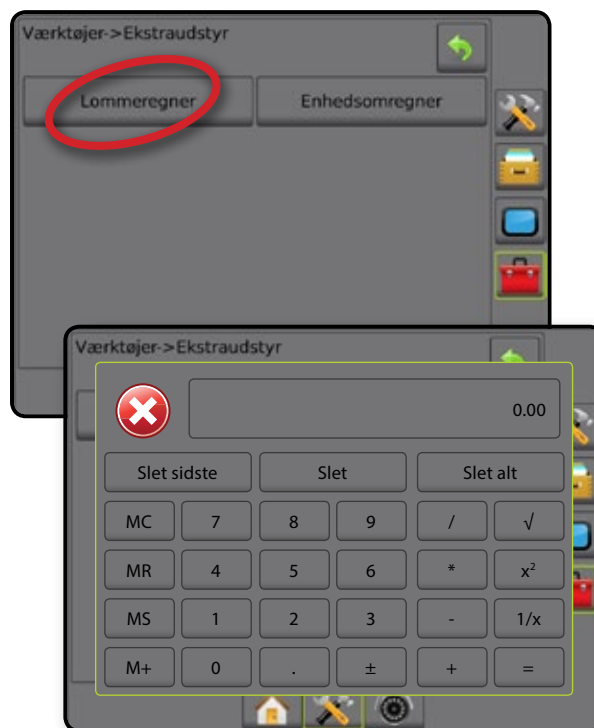 Værktøjer->Ekstraudstyr
Lommeregner Enhedsomregner
Værktøjer->Ekstraudstyr
0.00
Slet sidste Slet Slet alt
MC 7 8 9 / √
MR 4 5 6 * x²
MS 1 2 3 - 1/x
M+ 0 . ± + =